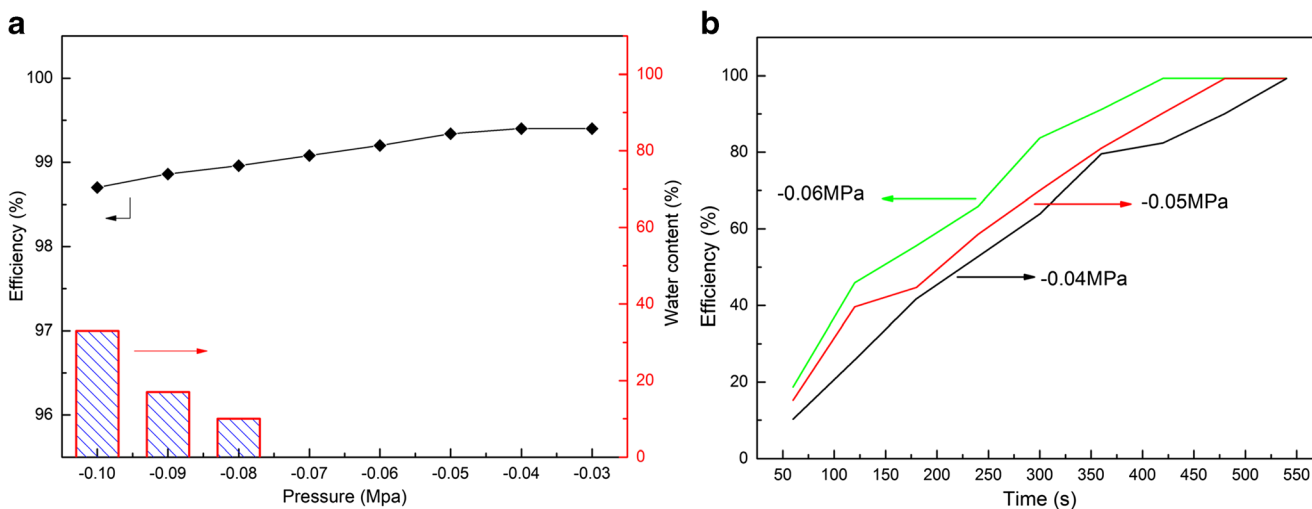 a
100
99
98
97
96
Efficiency (%)
100
80
60
40
20
0
Water content (%)
-0.10 -0.09 -0.08 -0.07 -0.06 -0.05 -0.04 -0.03
Pressure (Mpa)
b
100
80
60
40
20
0
Efficiency (%)
-0.06MPa
-0.05MPa
-0.04MPa
50 100 150 200 250 300 350 400 450 500 550
Time (s)